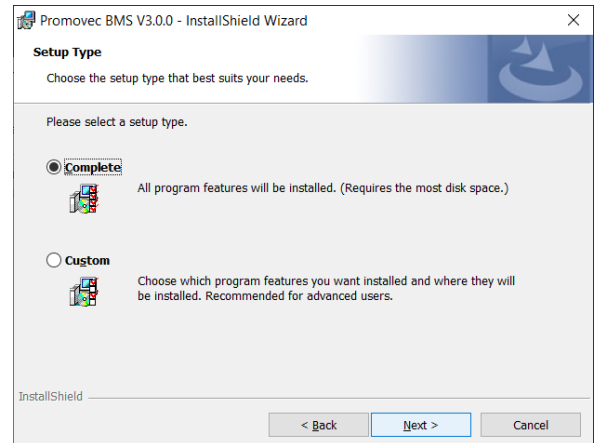 Promovec BMS V3.0.0 - InstallShield Wizard
Setup Type
Choose the setup type that best suits your needs.
Please select a setup type.
Complete
All program features will be installed. (Requires the most disk space.)
Custom
Choose which program features you want installed and where they will
be installed. Recommended for advanced users.
InstallShield
< Back
Next >
Cancel